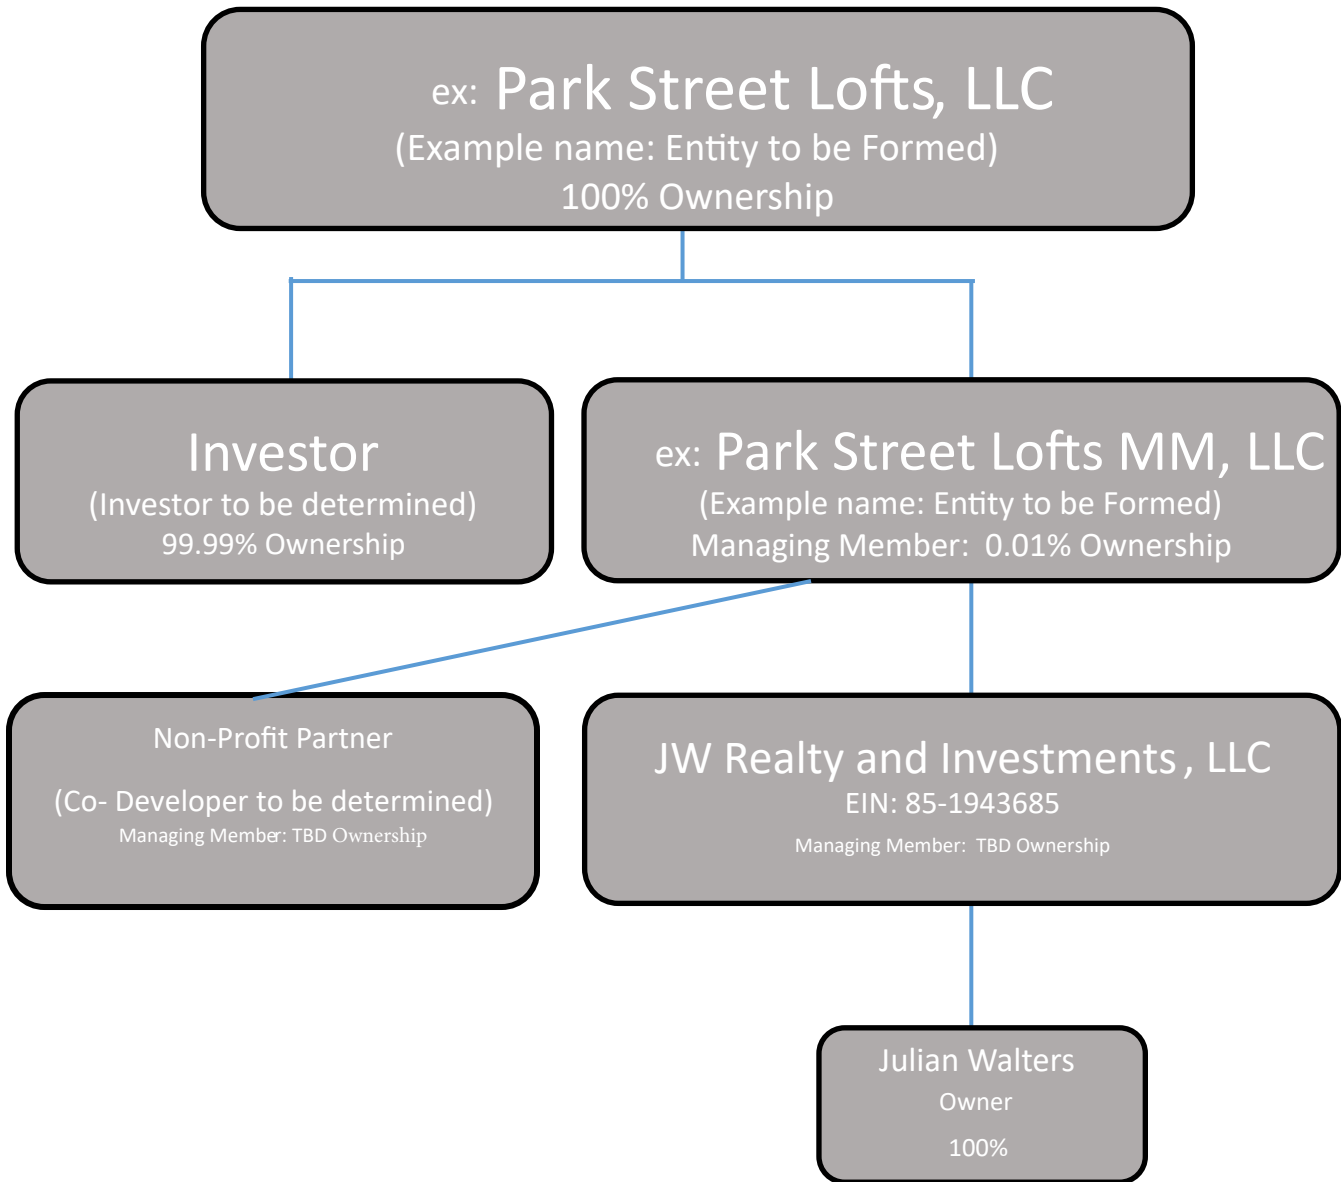 ex: Park Street Lofts, LLC
(Example name: Entity to be Formed)
100% Ownership
Investor
(Investor to be determined)
99.99% Ownership
ex: Park Street Lofts MM, LLC
(Example name: Entity to be Formed)
Managing Member: 0.01% Ownership
Non-Profit Partner
(Co- Developer to be determined)
Managing Member: TBD Ownership
JW Realty and Investments , LLC
EIN: 85-1943685
Managing Member: TBD Ownership
Julian Walters
Owner
100%